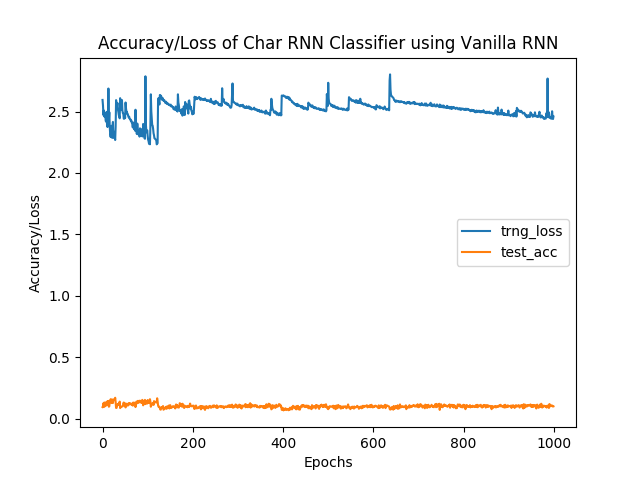 Accuracy/Loss of Char RNN Classifier using Vanilla RNN
Accuracy/Loss
2.5
2.0
1.5
1.0
0.5
0.0
trng_loss
test_acc
0 200 400 600 800 1000
Epochs